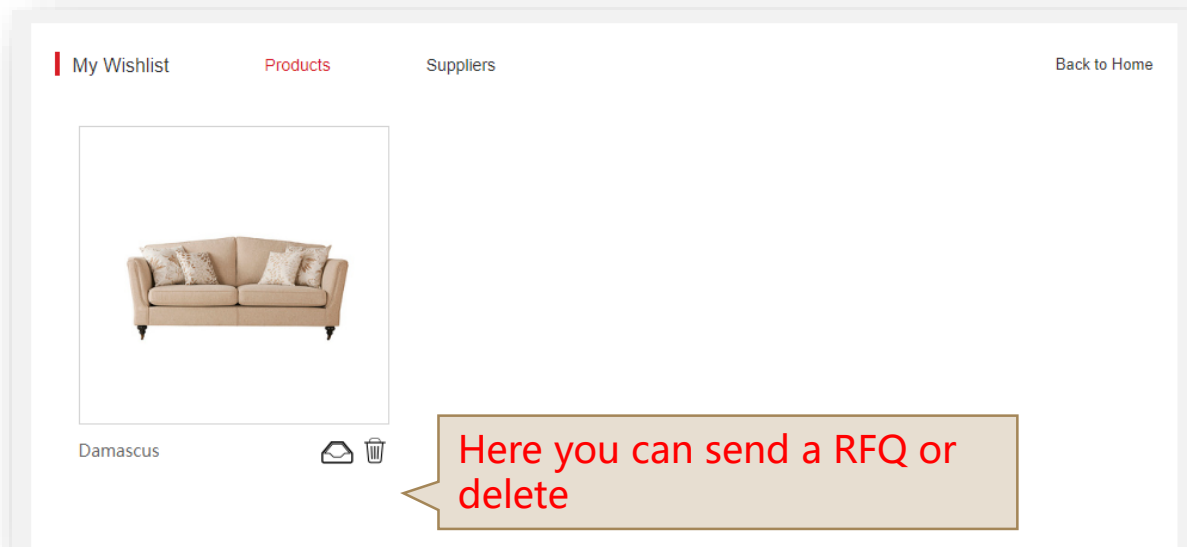 My Wishlist Products Suppliers Back to Home
Damascus
Here you can send a RFQ or
delete